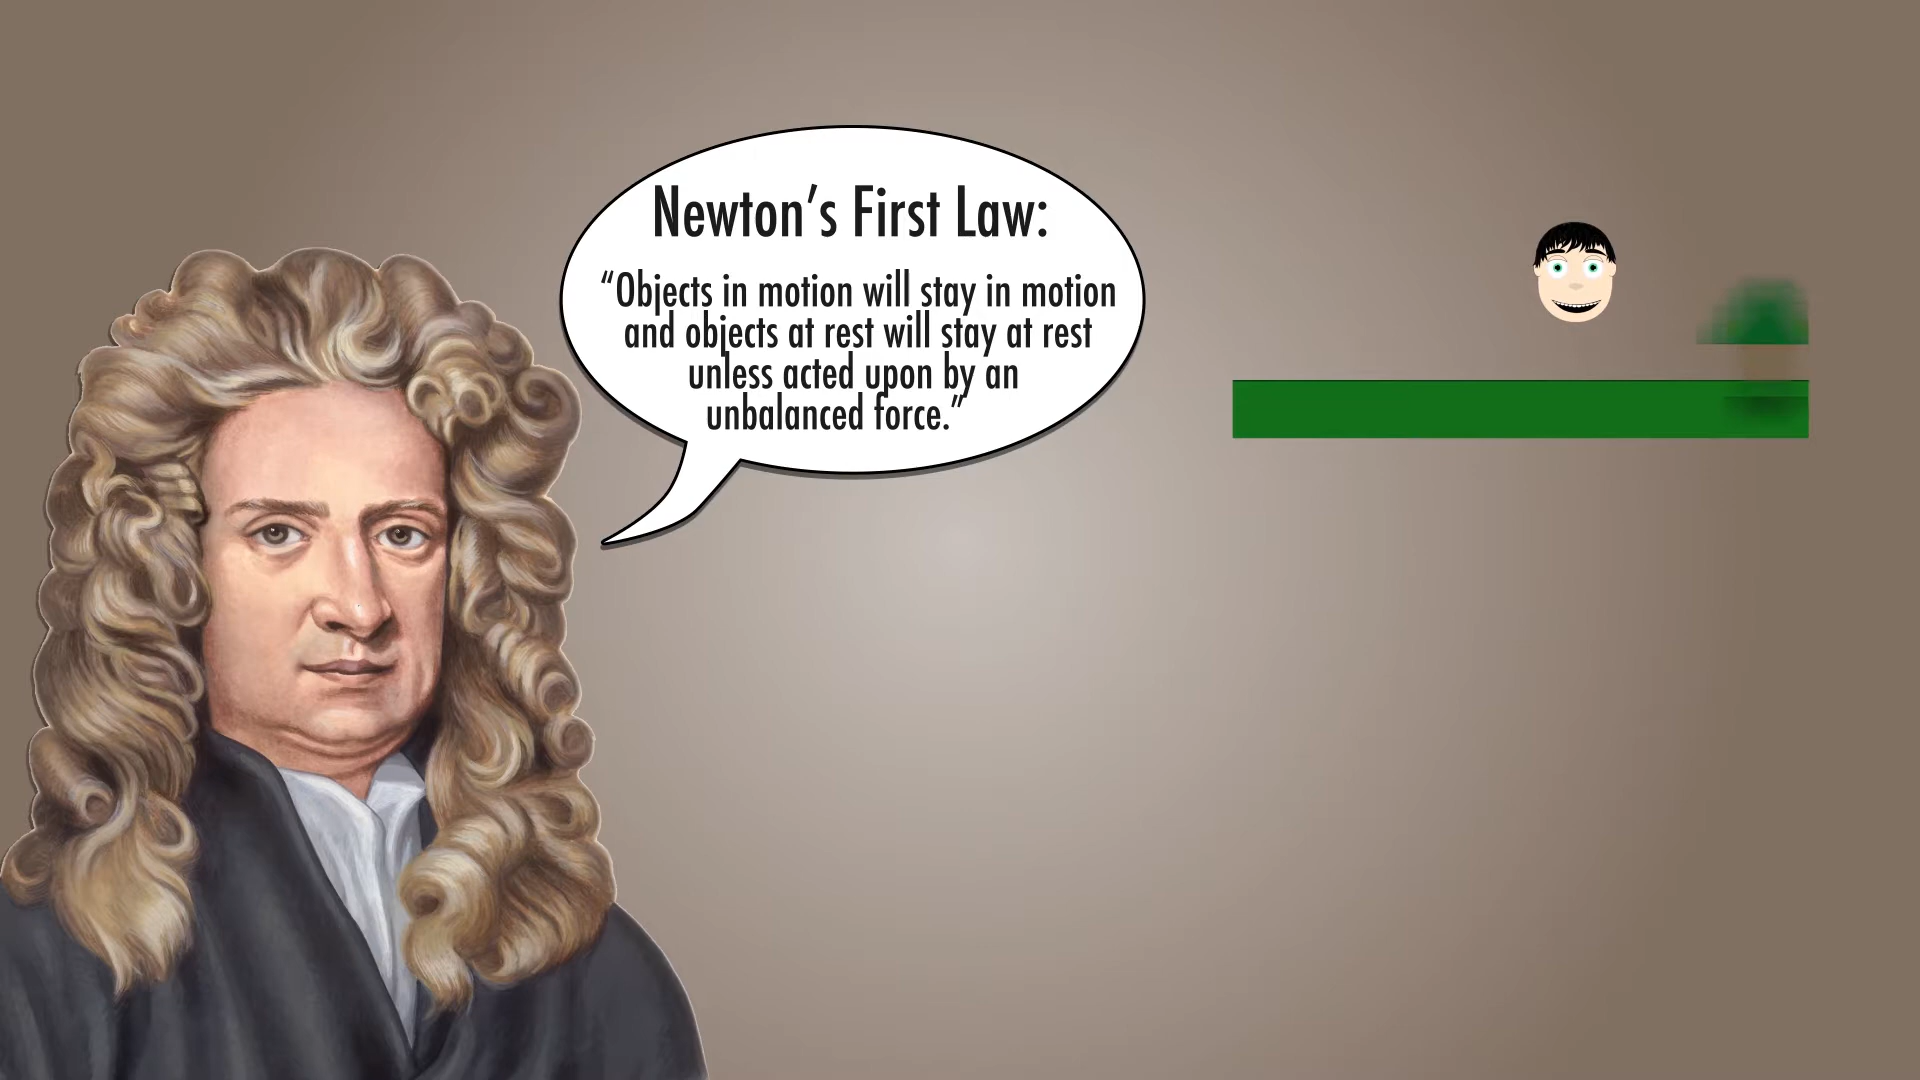 Newton’s First Law:
“Objects in motion will stay in motion
and objects at rest will stay at rest
unless acted upon by an
unbalanced force.”